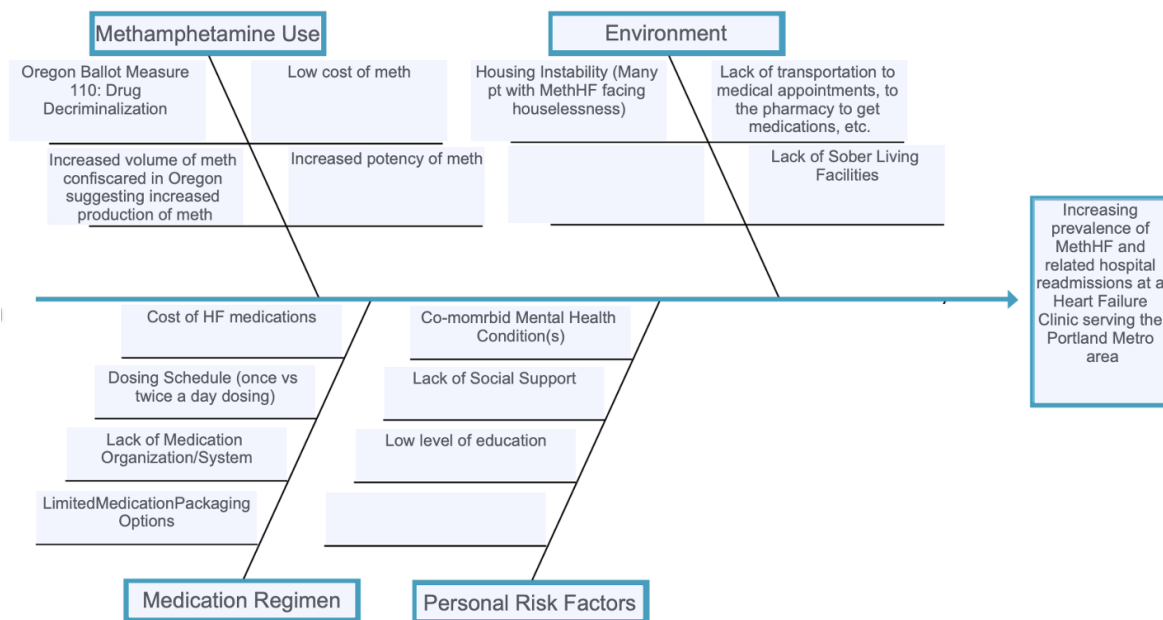 Methamphetamine Use
Oregon Ballot Measure
110: Drug
Decriminalization
Low cost of meth
Increased volume of meth
confiscared in Oregon
suggesting increased
production of meth
Increased potency of meth
Environment
Housing Instability (Many
pt with MethHF facing
houselessness)
Lack of transportation to
medical appointments, to
the pharmacy to get
medications, etc.
Lack of Sober Living
Facilities
Increasing
prevalence of
MethHF and
related hospital
readmissions at a
Heart Failure
Clinic serving the
Portland Metro
area
Cost of HF medications
Dosing Schedule (once vs
twice a day dosing)
Lack of Medication
Organization/System
LimitedMedicationPackaging
Options
Medication Regimen
Co-momrbid Mental Health
Condition(s)
Lack of Social Support
Low level of education
Personal Risk Factors